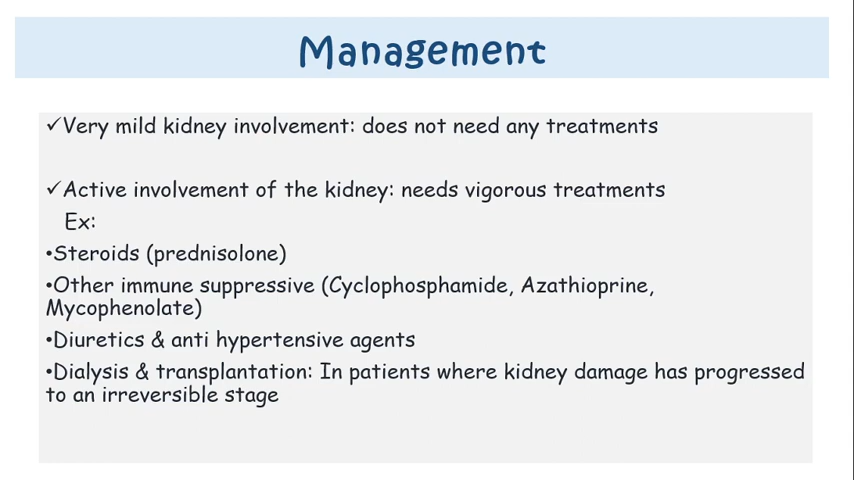 Management
✓Very mild kidney involvement: does not need any treatments
✓Active involvement of the kidney: needs vigorous treatments
Ex:
•Steroids (prednisolone)
•Other immune suppressive (Cyclophosphamide, Azathioprine,
Mycophenolate)
•Diuretics & anti hypertensive agents
•Dialysis & transplantation: In patients where kidney damage has progressed
to an irreversible stage